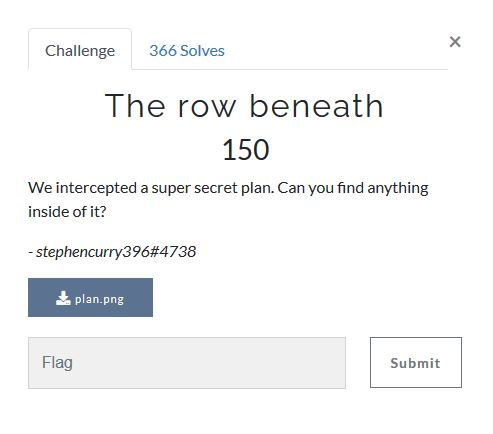 Challenge
366 Solves
×
The row beneath
150
We intercepted a super secret plan. Can you find anything
inside of it?
- stephencurry396#4738
plan.png
Flag
Submit